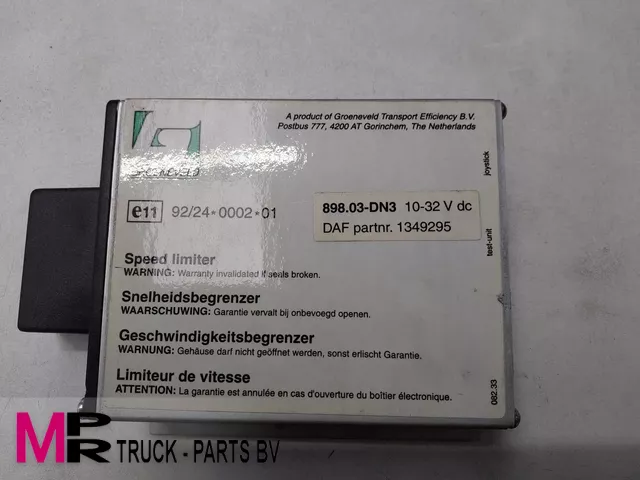 A product of Groeneveld Transport Efficiency B.V.
Postbus 777, 4200 AT Gorinchem, The Netherlands
GROENEVELD
joystick
e11 92/24*0002*01
898.03-DN3 10-32 V dc
DAF partnr. 1349295
test-unit
Speed limiter
WARNING: Warranty invalidated if seals broken.
Snelheidsbegrenzer
WAARSCHUWING: Garantie vervalt bij onbevoegd openen.
Geschwindigkeitsbegrenzer
WARNUNG: Gehäuse darf nicht geöffnet werden, sonst erlischt Garantie.
Limiteur de vitesse
ATTENTION: La garantie est annulée en cas d'ouverture du boîtier électronique.
082.33
MPR TRUCK - PARTS BV